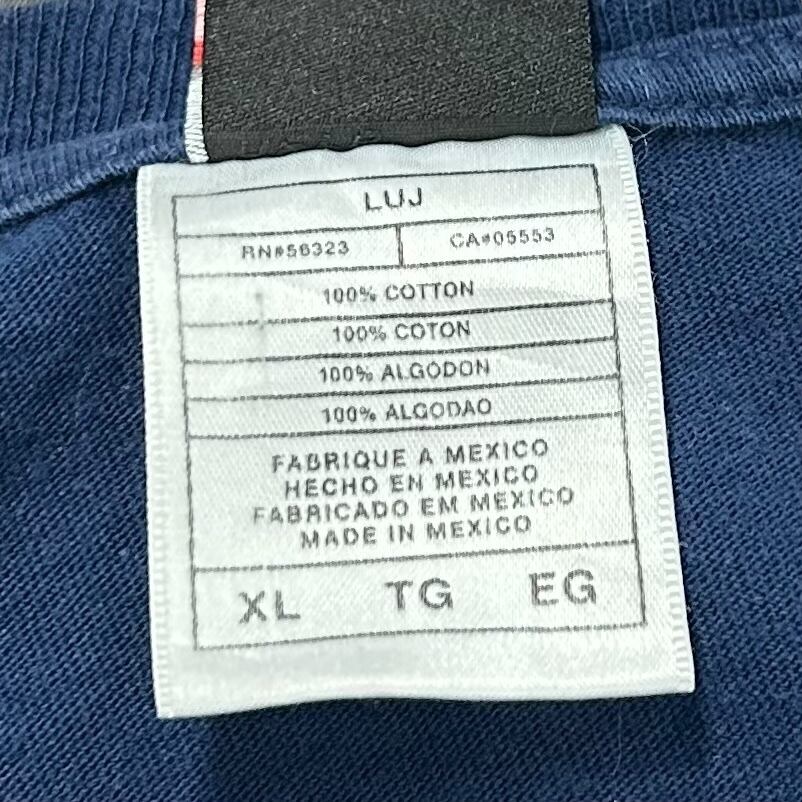 LUJ
RN#56323 CA#05553
100% COTTON
100% COTON
100% ALGODON
100% ALGODAO
FABRIQUE A MEXICO
HECHO EN MEXICO
FABRICADO EM MEXICO
MADE IN MEXICO
XL TG EG